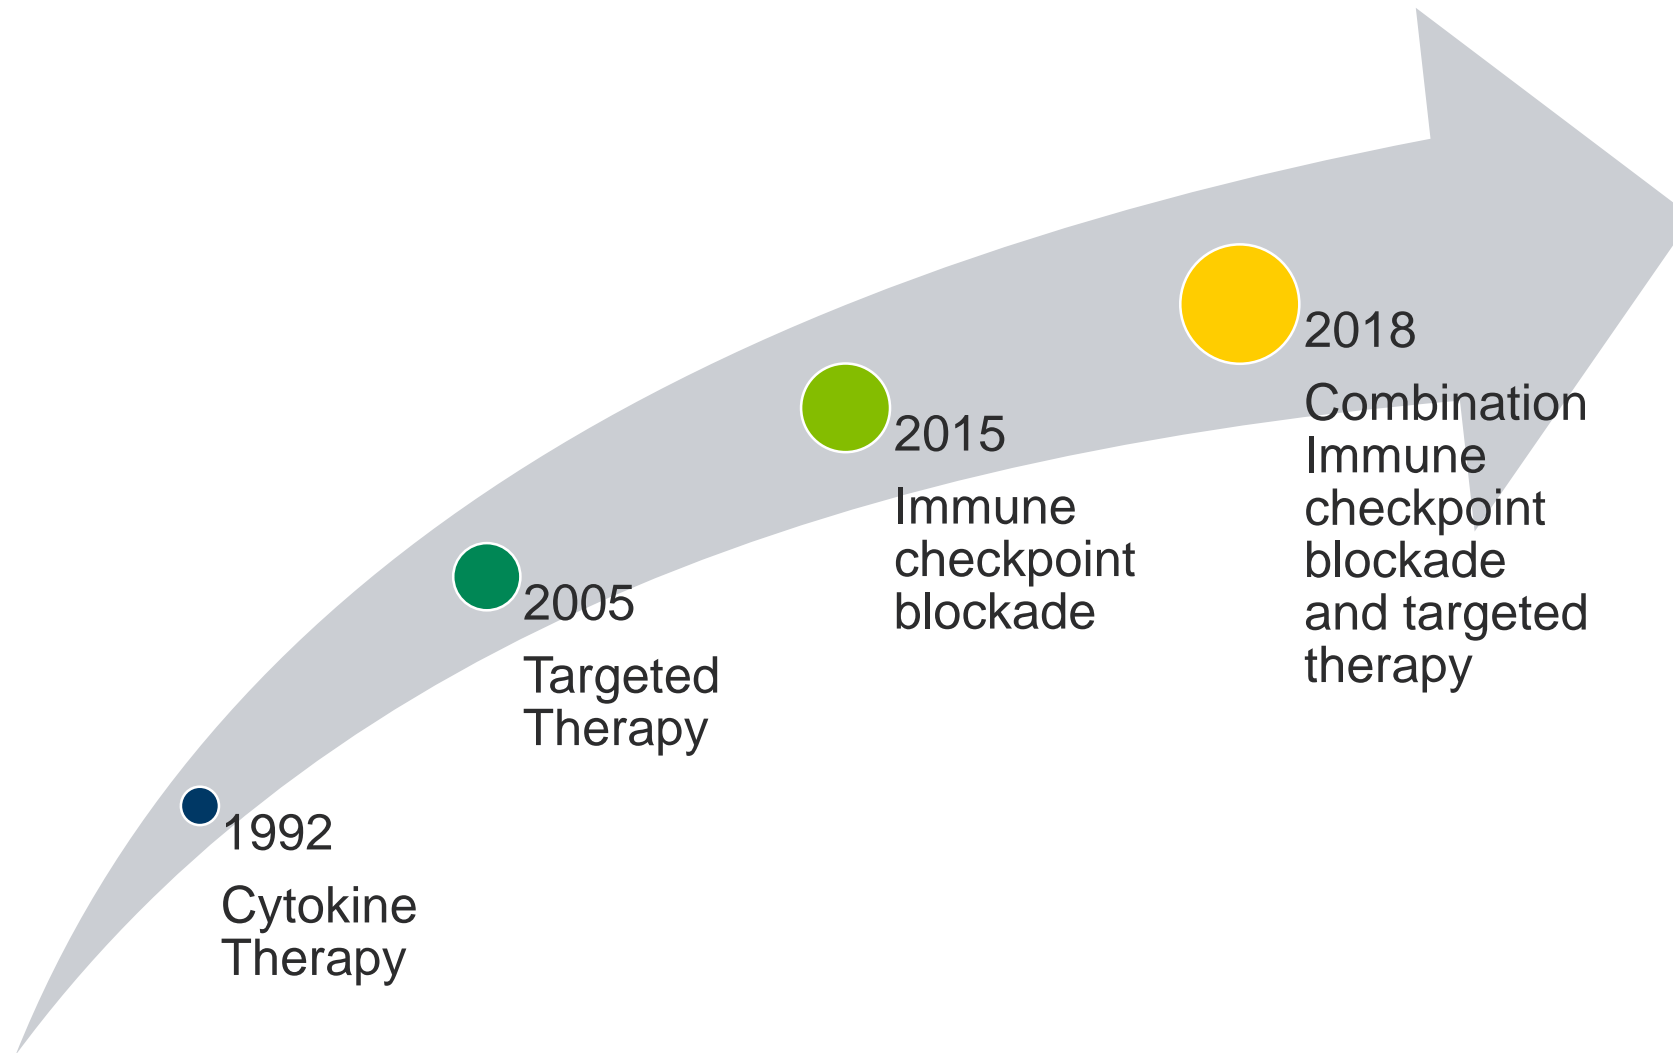 1992
Cytokine
Therapy
2005
Targeted
Therapy
2015
Immune
checkpoint
blockade
2018
Combination
Immune
checkpoint
blockade
and targeted
therapy